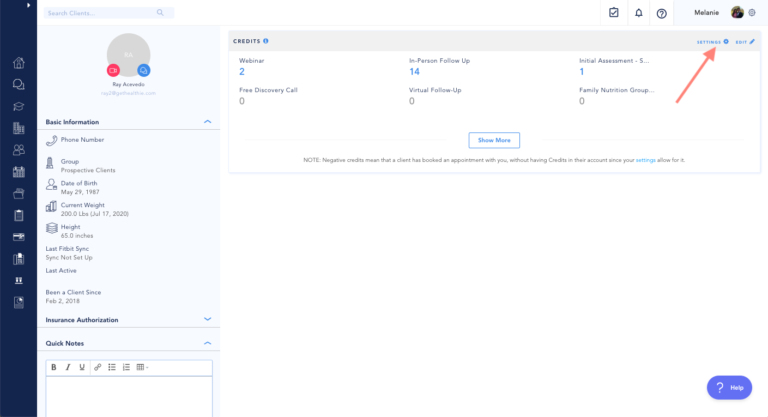 Search Clients...
Melanie
RA
Ray Acevedo
Basic Information
Phone Number
Group
Prospective Clients
Date of Birth
May 29, 1987
Current Weight
200.0 Lbs (Jul 17, 2020)
Height
65.0 inches
Last Fitbit Sync
Sync Not Set Up
Last Active
Been a Client Since
Feb 2, 2018
Insurance Authorization
Quick Notes
B I U
CREDITS
SETTINGS
EDIT
Webinar
2
In-Person Follow Up
14
Initial Assessment - S...
1
Free Discovery Call
0
Virtual Follow-Up
0
Family Nutrition Group...
0
Show More
NOTE: Negative credits mean that a client has booked an appointment with you, without having Credits in their account since your settings allow for it.
? Help